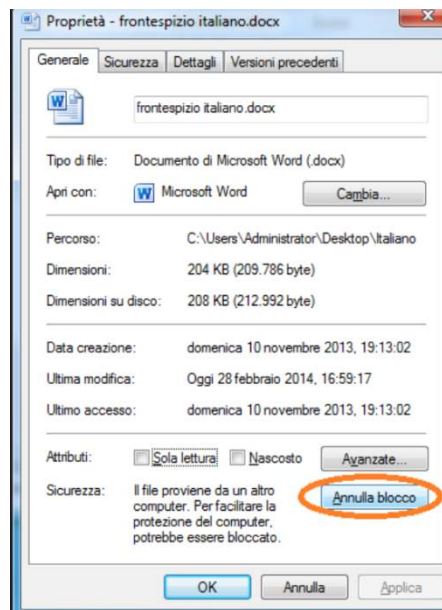 Proprietà - frontespizio italiano.docx
Generale Sicurezza Dettagli Versioni precedenti
frontespizio italiano.docx
Tipo di file: Documento di Microsoft Word (.docx)
Apri con: Microsoft Word Cambia...
Percorso: C:\Users\Administrator\Desktop\Italiano
Dimensioni: 204 KB (209.786 byte)
Dimensioni su disco: 208 KB (212.992 byte)
Data creazione: domenica 10 novembre 2013, 19:13:02
Ultima modifica: Oggi 28 febbraio 2014, 16:59:17
Ultimo accesso: domenica 10 novembre 2013, 19:13:02
Attributi: Sola lettura Nascosto Avanzate...
Sicurezza: Il file proviene da un altro Annulla blocco
computer. Per facilitare la
protezione del computer,
potrebbe essere bloccato.
OK Annulla Applica